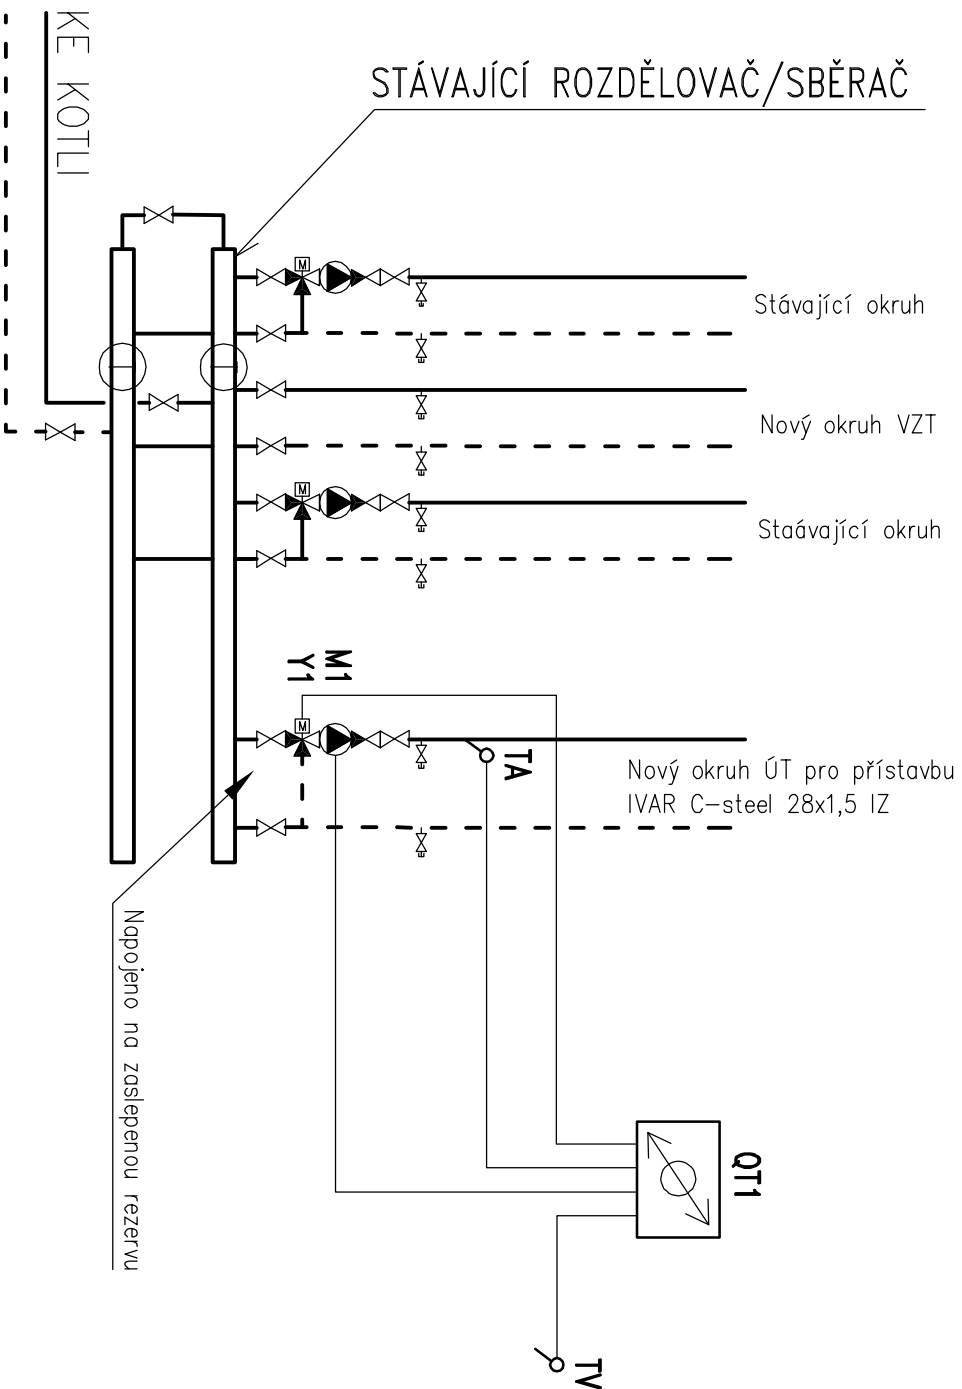 KE KOTLI
STÁVAJÍCÍ ROZDĚLOVAČ/SBĚRAČ
M
Stávající okruh
Nový okruh VZT
M
Staávající okruh
M1
Y1
M
TA
Nový okruh ÚT pro přístavbu
IVAR C-steel 28x1,5 IZ
Napojeno na zaslepenou rezervu
QT1
TV